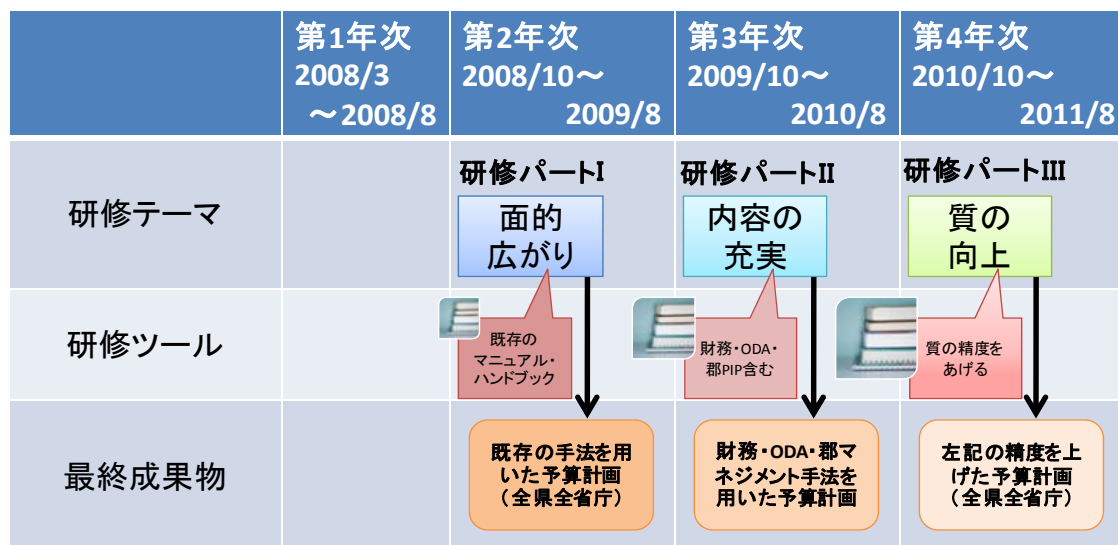 第1年次
2008/3
～2008/8
第2年次
2008/10～
2009/8
第3年次
2009/10～
2010/8
第4年次
2010/10～
2011/8
研修テーマ
研修パートI
面的
広がり
研修パートII
内容の
充実
研修パートIII
質の
向上
研修ツール
既存の
マニュアル・
ハンドブック
財務・ODA・
郡PIP含む
質の精度を
あげる
最終成果物
既存の手法を用
いた予算計画
（全県全省庁）
財務・ODA・郡マ
ネジメント手法を
用いた予算計画
左記の精度を上
げた予算計画
（全県全省庁）